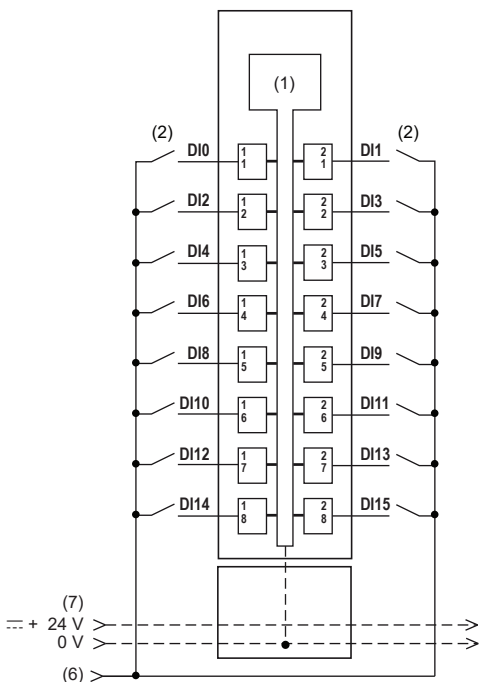 (1)
(2) (2)
DI0 1 1 2 1 DI1
DI2 1 2 2 2 DI3
DI4 1 3 2 3 DI5
DI6 1 4 2 4 DI7
DI8 1 5 2 5 DI9
DI10 1 6 2 6 DI11
DI12 1 7 2 7 DI13
DI14 1 8 2 8 DI15
(7)
+ 24 V
0 V
(6)